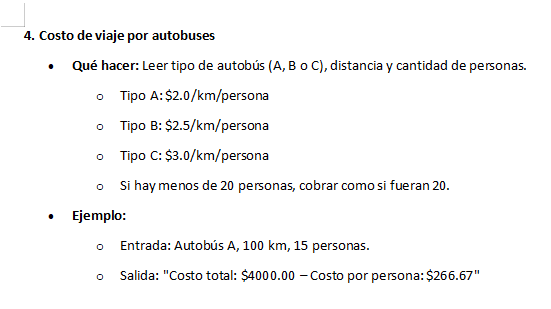 4. Costo de viaje por autobuses
• Qué hacer: Leer tipo de autobús (A, B o C), distancia y cantidad de personas.
o Tipo A: $2.0/km/persona
o Tipo B: $2.5/km/persona
o Tipo C: $3.0/km/persona
o Si hay menos de 20 personas, cobrar como si fueran 20.
• Ejemplo:
o Entrada: Autobús A, 100 km, 15 personas.
o Salida: "Costo total: $4000.00 – Costo por persona: $266.67"